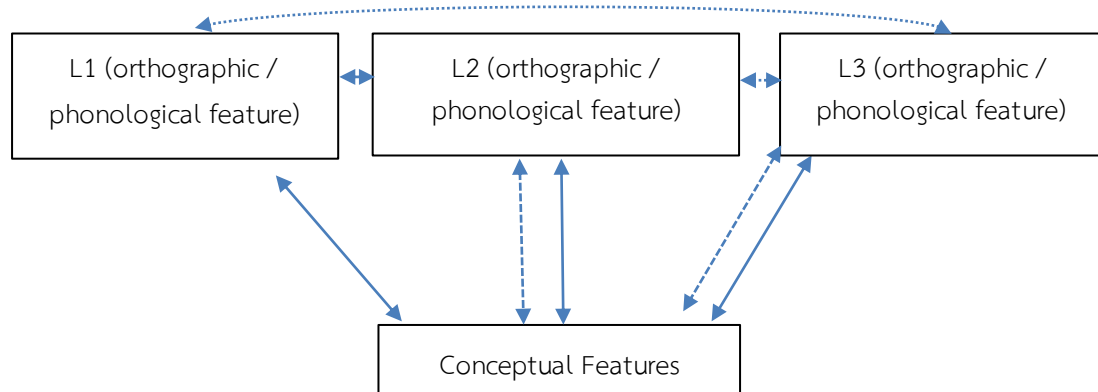 L1 (orthographic /
phonological feature)
L2 (orthographic /
phonological feature)
L3 (orthographic /
phonological feature)
Conceptual Features